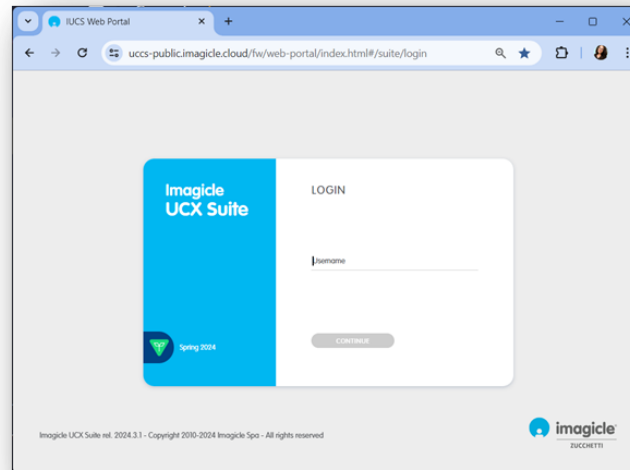 IUCS Web Portal
uccs-public.imagicle.cloud/fw/web-portal/index.html#/suite/login
Imagicle
UCX Suite
LOGIN
Username
CONTINUE
Spring 2024
Imagicle UCX Suite rel. 2024.3.1 - Copyright 2010-2024 Imagicle Spa - All rights reserved
imagicle
ZUCCHETTI